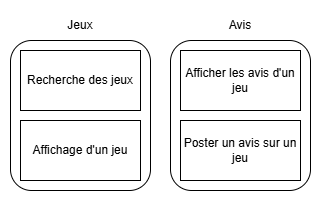 Jeux
Recherche des jeux
Affichage d'un jeu
Avis
Afficher les avis d'un
jeu
Poster un avis sur un
jeu